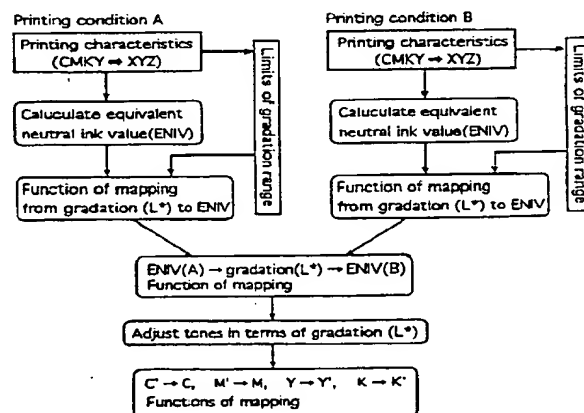 Printing condition A
Printing characteristics
(CMKY ⇒ XYZ)
Limits of gradation range
Caluculate equivalent
neutral ink value(ENIV)
Function of mapping
from gradation (L*) to ENIV
Printing condition B
Printing characteristics
(CMKY ⇒ XYZ)
Limits of gradation range
Caluculate equivalent
neutral ink value(ENIV)
Function of mapping
from gradation (L*) to ENIV
ENIV(A) → gradation(L*) → ENIV(B)
Function of mapping
Adjust tones in terms of gradation (L*)
C' → C, M' → M, Y → Y', K → K'
Functions of mapping